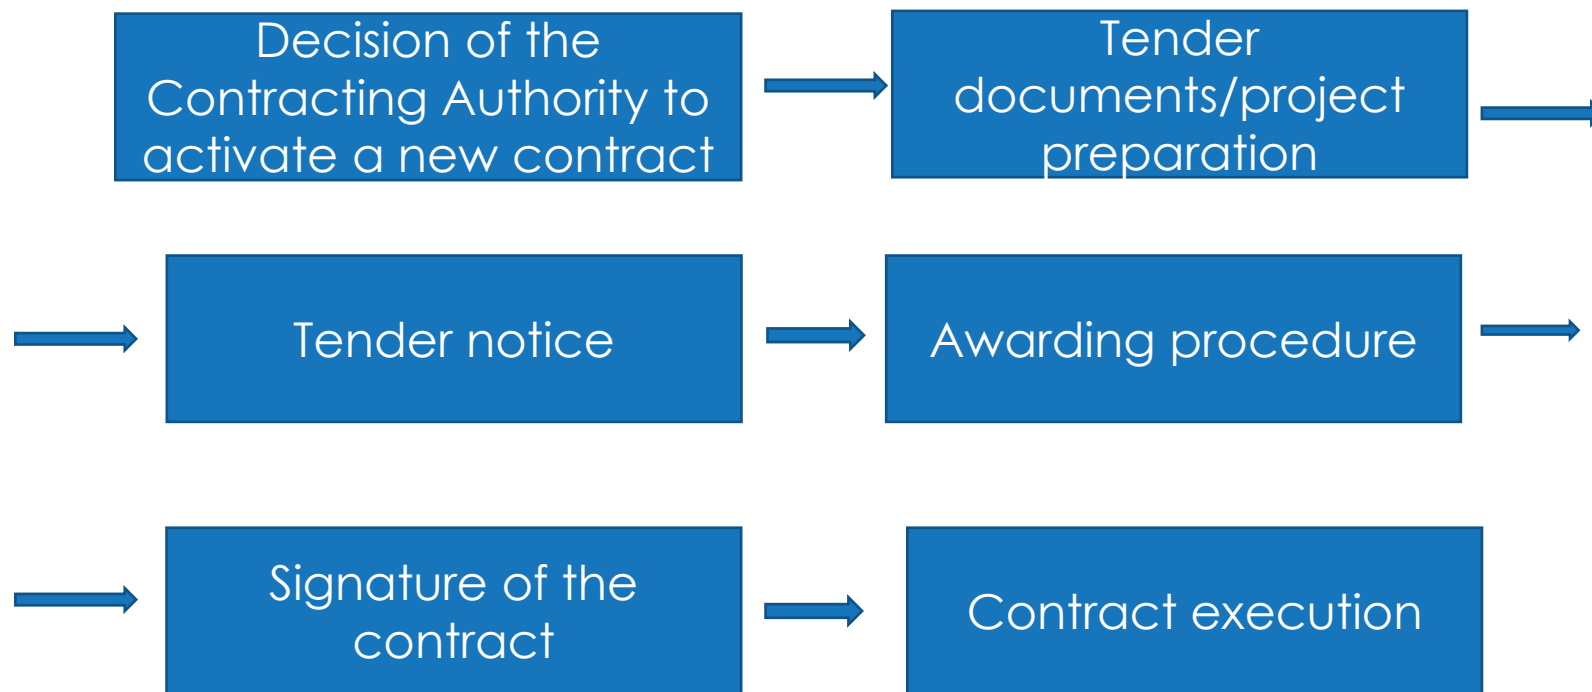 Decision of the
Contracting Authority to
activate a new contract
Tender
documents/project
preparation
Tender notice
Awarding procedure
Signature of the
contract
Contract execution